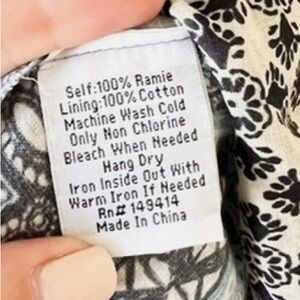 Self:100% Ramie
Lining:100% Cotton
Machine Wash Cold
Only Non Chlorine
Bleach When Needed
Hang Dry
Iron Inside Out With
Warm Iron If Needed
Rn# 149414
Made In China